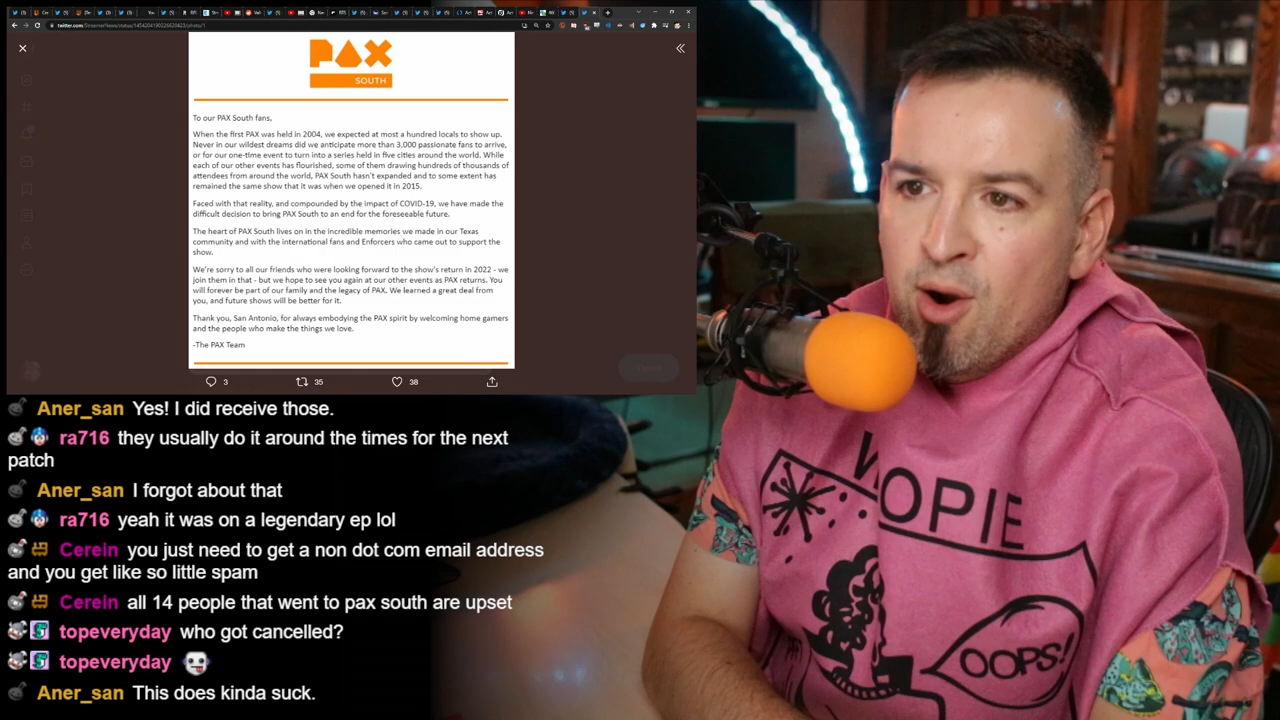 twitter.com/StreamerNews/status/1454204190226620423/photo/1
PAX
SOUTH
To our PAX South fans,
When the first PAX was held in 2004, we expected at most a hundred locals to show up.
Never in our wildest dreams did we anticipate more than 3,000 passionate fans to arrive,
or for our one-time event to turn into a series held in five cities around the world. While
each of our other events has flourished, some of them drawing hundreds of thousands of
attendees from around the world, PAX South hasn't expanded and to some extent has
remained the same show that it was when we opened it in 2015.
Faced with that reality, and compounded by the impact of COVID-19, we have made the
difficult decision to bring PAX South to an end for the foreseeable future.
The heart of PAX South lives on in the incredible memories we made in our Texas
community and with the international fans and Enforcers who came out to support the
show.
We're sorry to all our friends who were looking forward to the show's return in 2022 - we
join them in that - but we hope to see you again at our other events as PAX returns. You
will forever be part of our family and the legacy of PAX. We learned a great deal from
you, and future shows will be better for it.
Thank you, San Antonio, for always embodying the PAX spirit by welcoming home gamers
and the people who make the things we love.
-The PAX Team
3 35 38
Tweet
Aner_san Yes! I did receive those.
ra716 they usually do it around the times for the next
patch
Aner_san I forgot about that
ra716 yeah it was on a legendary ep lol
Cerein you just need to get a non dot com email address
and you get like so little spam
Cerein all 14 people that went to pax south are upset
topeveryday who got cancelled?
topeveryday
Aner_san This does kinda suck.
OPIE
OOPS!